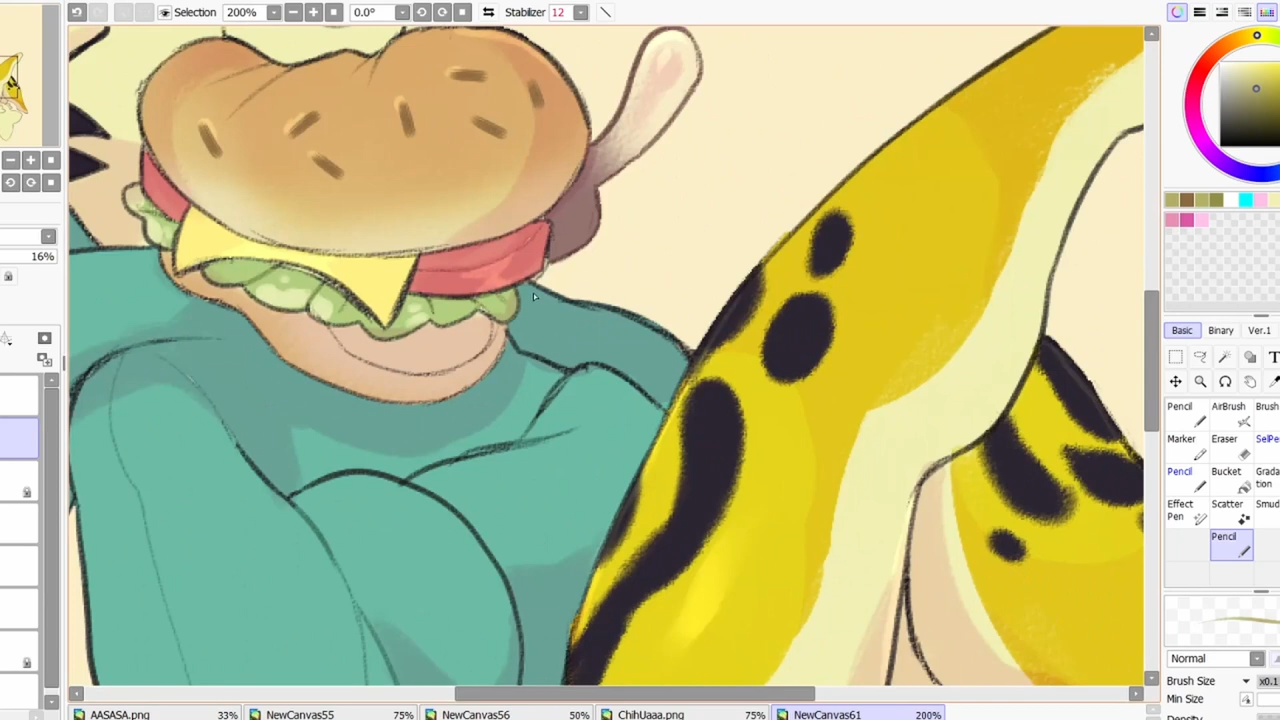 Selection 200% 0.0° Stabilizer 12
16%
Basic Binary Ver.1
Pencil AirBrush Brush
Marker Eraser SelPe
Pencil Bucket Grada
tion
Effect
Pen Scatter Smud
Pencil
Normal
Brush Size x0.1
Min Size
Density
AASASA.png 33% NewCanvas55 75% NewCanvas56 ChihUaaa.png 75% NewCanvas61 200%